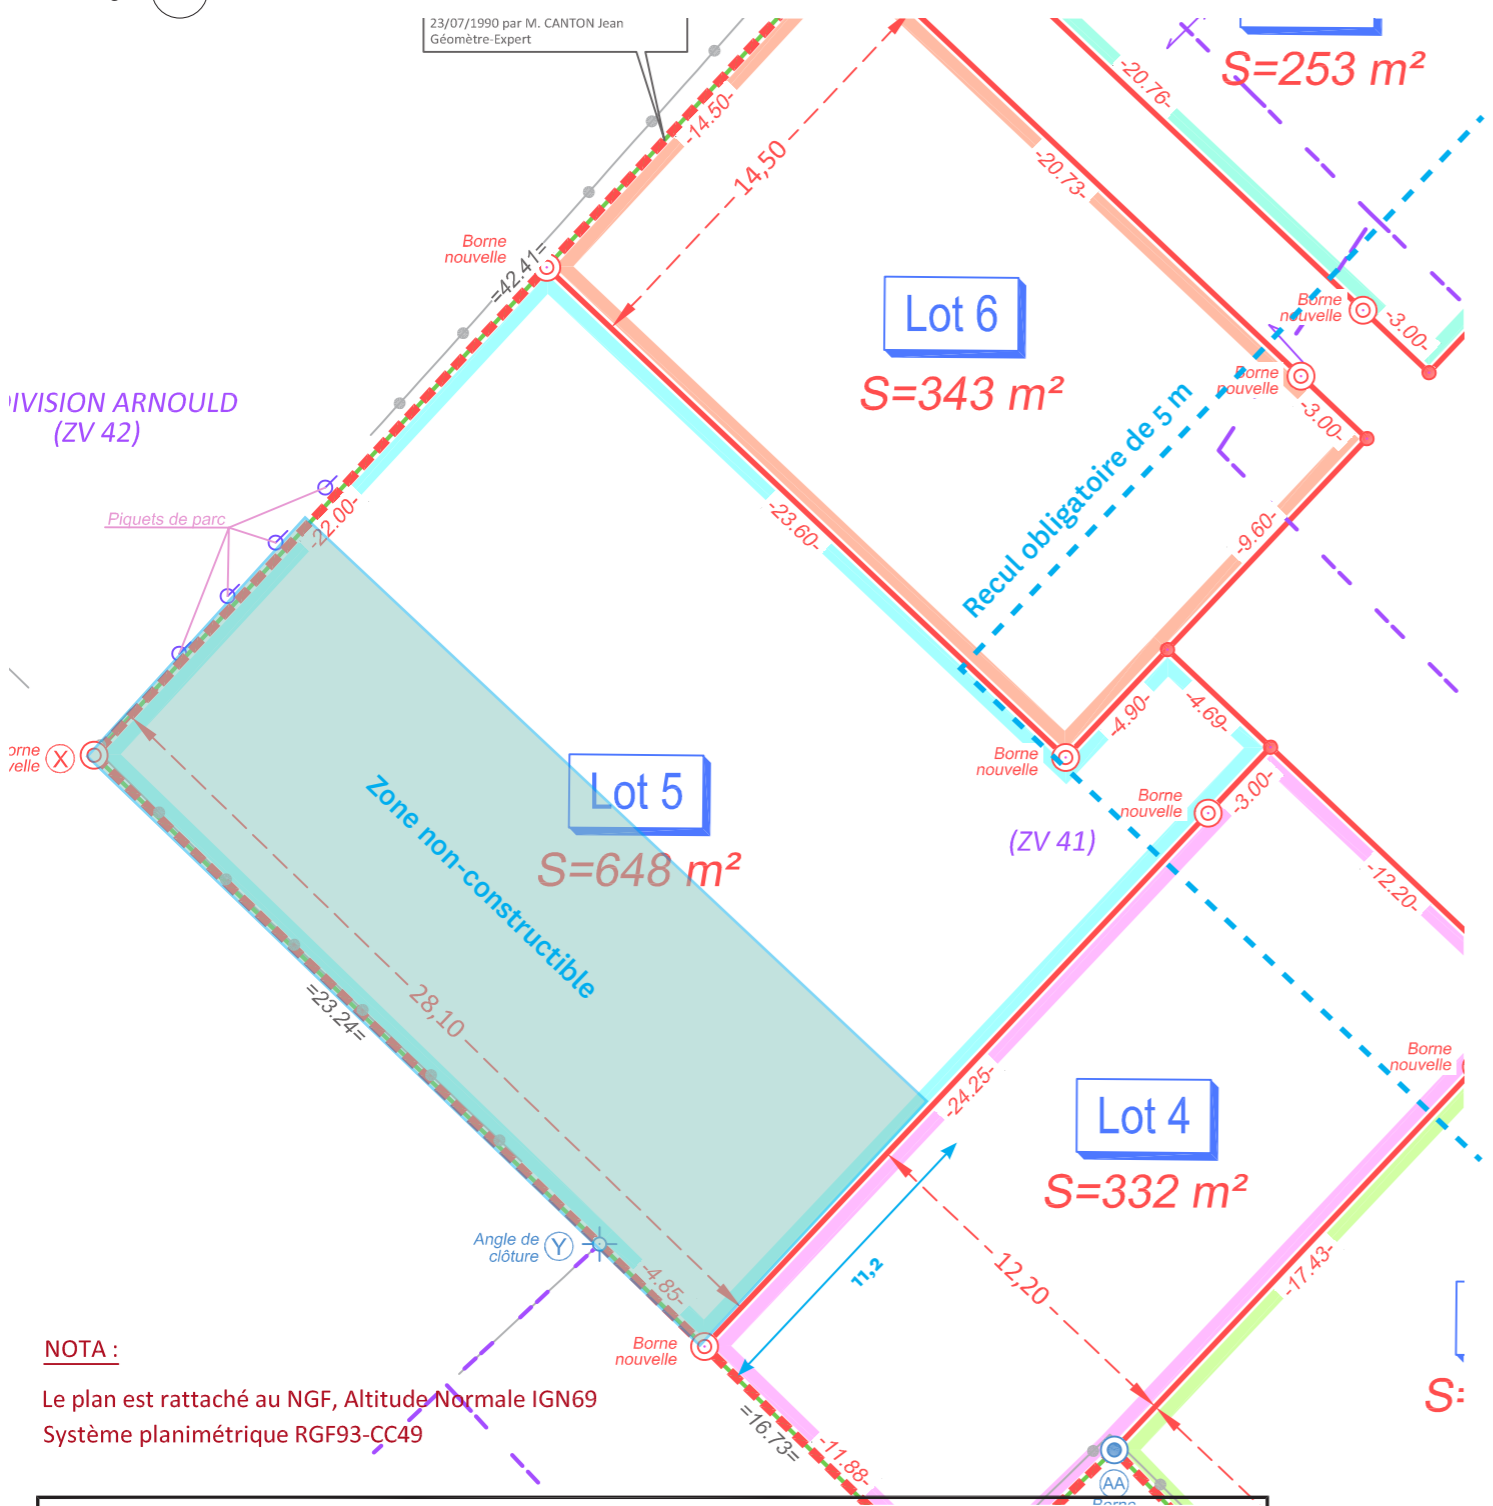 23/07/1990 par M. CANTON Jean
Géomètre-Expert
S=253 m²
-20.76-
-14.50-
14,50
-20.73-
Borne
nouvelle
=42.41=
Lot 6
S=343 m²
Borne
nouvelle
-3.00-
Borne
nouvelle
-3.00-
IVISION ARNOULD
(ZV 42)
Recul obligatoire de 5 m
Piquets de parc
-22.00-
-23.60-
-9.60-
-4.90-
-4.69-
X
Lot 5
S=648 m²
Zone non-constructible
Borne
nouvelle
Borne
nouvelle
-3.00-
(ZV 41)
-12.20-
28,10
=23.24=
-24.25-
Borne
nouvelle
Lot 4
S=332 m²
Angle de
clôture
Y
-4.85-
11,2
12,20
-17.43-
Borne
nouvelle
NOTA :
Le plan est rattaché au NGF, Altitude Normale IGN69
Système planimétrique RGF93-CC49
=16.73=
-11.88-
AA
Borne